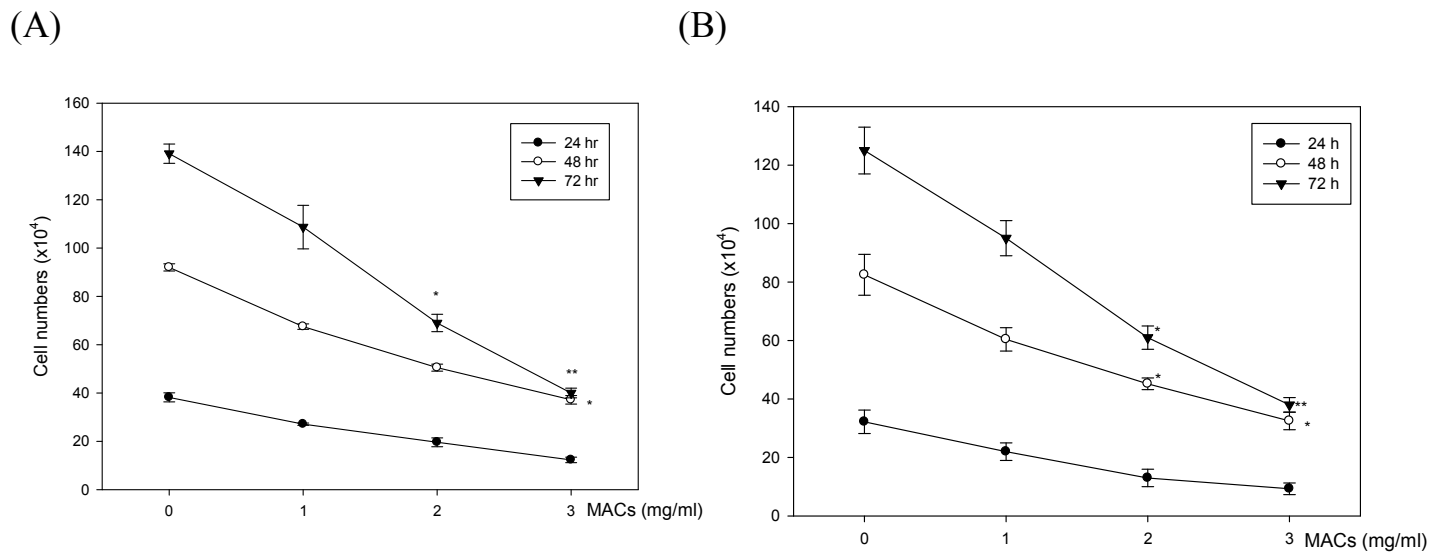 (A)
(B)
160
140
120
100
80
60
40
20
0
Cell numbers (x10⁴)
24 hr
48 hr
72 hr
*
**
*
0 1 2 3 MACs (mg/ml)
140
120
100
80
60
40
20
0
Cell numbers (x10⁴)
24 h
48 h
72 h
*
*
**
*
0 1 2 3 MACs (mg/ml)